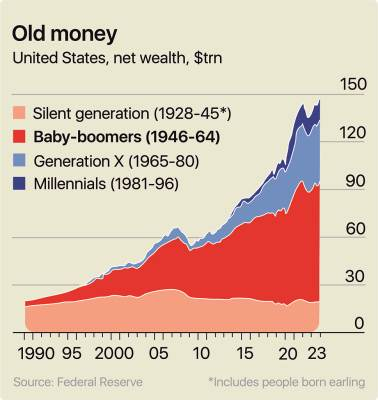 Old money
United States, net wealth, $trn
150
Silent generation (1928-45*)
Baby-boomers (1946-64)
Generation X (1965-80)
Millennials (1981-96)
120
90
60
30
0
1990 95 2000 05 10 15 20 23
Source: Federal Reserve *Includes people born earling